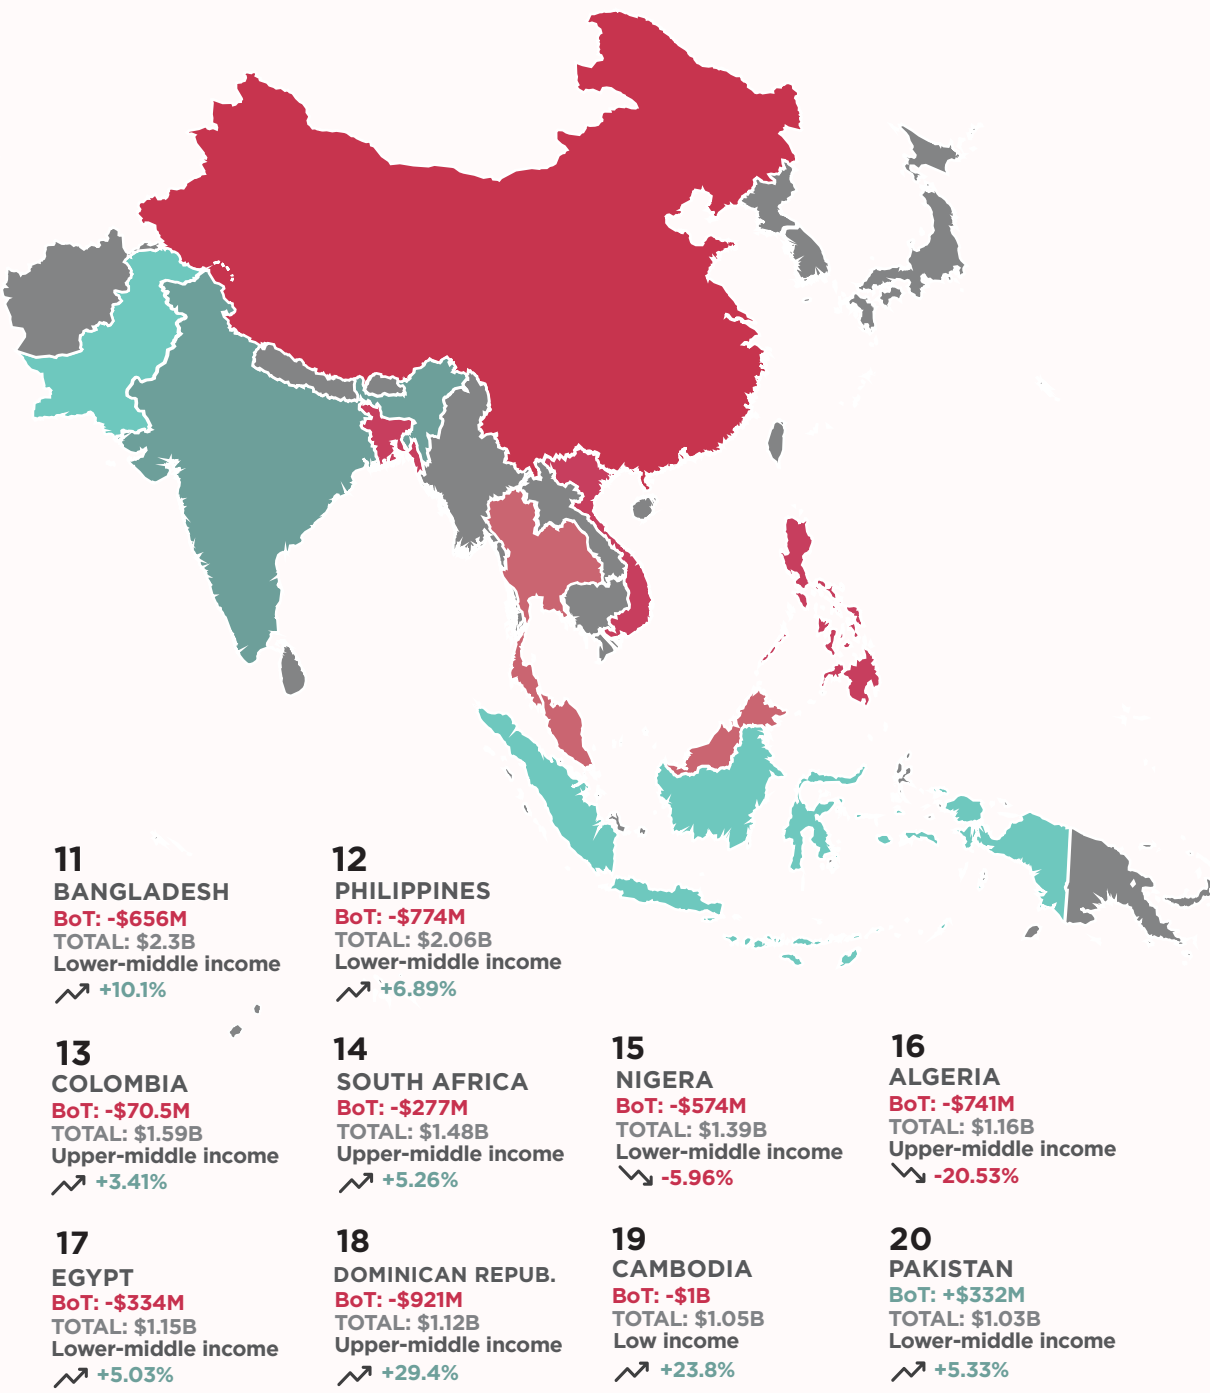 11
BANGLADESH
BoT: -$656M
TOTAL: $2.3B
Lower-middle income
+10.1%
12
PHILIPPINES
BoT: -$774M
TOTAL: $2.06B
Lower-middle income
+6.89%
13
COLOMBIA
BoT: -$70.5M
TOTAL: $1.59B
Upper-middle income
+3.41%
14
SOUTH AFRICA
BoT: -$277M
TOTAL: $1.48B
Upper-middle income
+5.26%
15
NIGERA
BoT: -$574M
TOTAL: $1.39B
Lower-middle income
-5.96%
16
ALGERIA
BoT: -$741M
TOTAL: $1.16B
Upper-middle income
-20.53%
17
EGYPT
BoT: -$334M
TOTAL: $1.15B
Lower-middle income
+5.03%
18
DOMINICAN REPUB.
BoT: -$921M
TOTAL: $1.12B
Upper-middle income
+29.4%
19
CAMBODIA
BoT: -$1B
TOTAL: $1.05B
Low income
+23.8%
20
PAKISTAN
BoT: +$332M
TOTAL: $1.03B
Lower-middle income
+5.33%